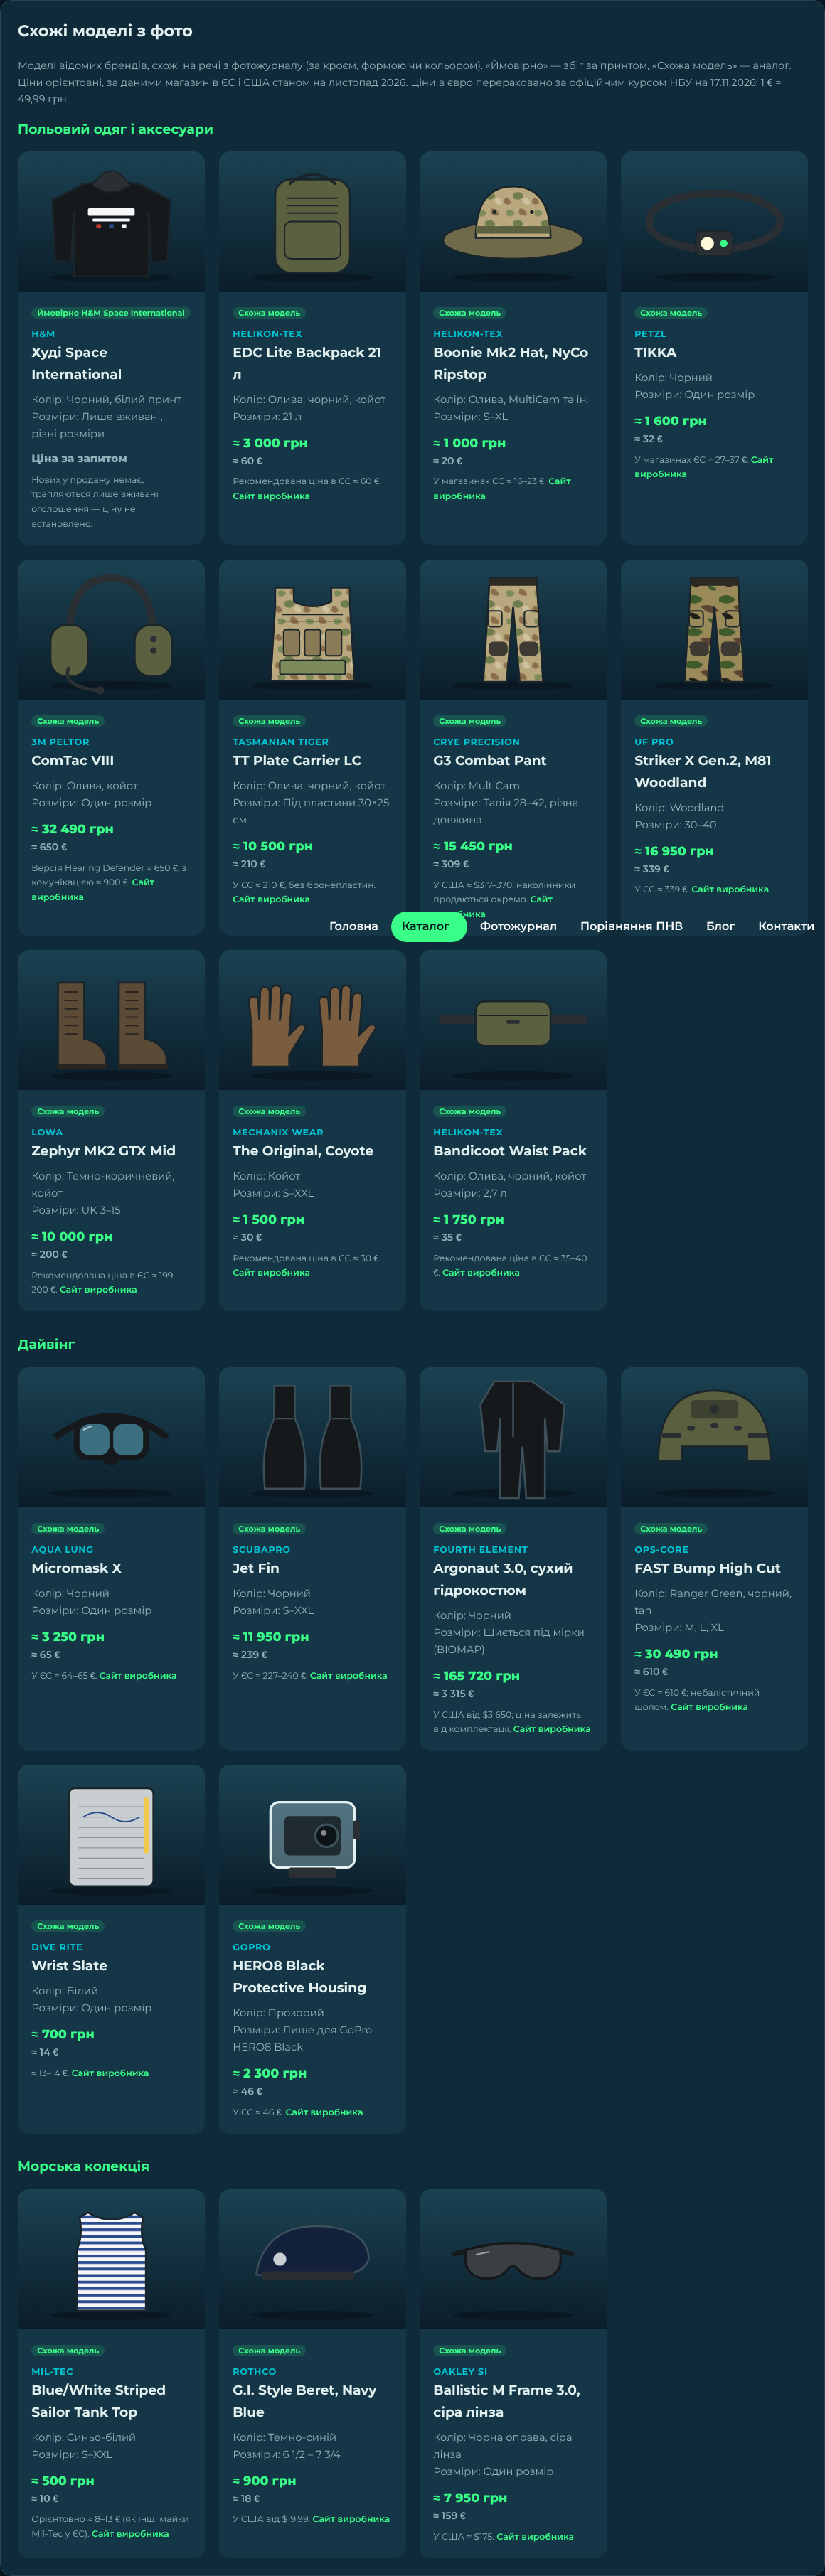 Схожі моделі з фото
Моделі відомих брендів, схожі на речі з фотожурналу (за кроєм, формою чи кольором). «Ймовірно» — збіг за принтом, «Схожа модель» — аналог.
Ціни орієнтовні, за даними магазинів ЄС і США станом на листопад 2026. Ціни в євро перераховано за офіційним курсом НБУ на 17.11.2026: 1 € =
49,99 грн.
Польовий одяг і аксесуари
Ймовірно H&M Space International
H&M
Худі Space
International
Колір: Чорний, білий принт
Розміри: Лише вживані,
різні розміри
Ціна за запитом
Нових у продажу немає,
трапляються лише вживані
оголошення — ціну не
встановлено.
Схожа модель
HELIKON-TEX
EDC Lite Backpack 21
л
Колір: Олива, чорний, койот
Розміри: 21 л
≈ 3 000 грн
≈ 60 €
Рекомендована ціна в ЄС ≈ 60 €.
Сайт виробника
Схожа модель
HELIKON-TEX
Boonie Mk2 Hat, NyCo
Ripstop
Колір: Олива, MultiCam та ін.
Розміри: S–XL
≈ 1 000 грн
≈ 20 €
У магазинах ЄС ≈ 16–23 €. Сайт
виробника
Схожа модель
PETZL
TIKKA
Колір: Чорний
Розміри: Один розмір
≈ 1 600 грн
≈ 32 €
У магазинах ЄС ≈ 27–37 €. Сайт
виробника
Схожа модель
3M PELTOR
ComTac VIII
Колір: Олива, койот
Розміри: Один розмір
≈ 32 490 грн
≈ 650 €
Версія Hearing Defender ≈ 650 €, з
комунікацією ≈ 900 €. Сайт
виробника
Схожа модель
TASMANIAN TIGER
TT Plate Carrier LC
Колір: Олива, чорний, койот
Розміри: Під пластини 30×25
см
≈ 10 500 грн
≈ 210 €
У ЄС ≈ 210 €, без бронепластин.
Сайт виробника
Схожа модель
CRYE PRECISION
G3 Combat Pant
Колір: MultiCam
Розміри: Талія 28–42, різна
довжина
≈ 15 450 грн
≈ 309 €
У США ≈ $317–370; наколінники
продаються окремо. Сайт
Схожа модель
UF PRO
Striker X Gen.2, M81
Woodland
Колір: Woodland
Розміри: 30–40
≈ 16 950 грн
≈ 339 €
У ЄС ≈ 339 €. Сайт виробника
Головна Каталог Фотожурнал Порівняння ПНВ Блог Контакти
Схожа модель
LOWA
Zephyr MK2 GTX Mid
Колір: Темно-коричневий,
койот
Розміри: UK 3–15
≈ 10 000 грн
≈ 200 €
Рекомендована ціна в ЄС ≈ 199–
200 €. Сайт виробника
Схожа модель
MECHANIX WEAR
The Original, Coyote
Колір: Койот
Розміри: S–XXL
≈ 1 500 грн
≈ 30 €
Рекомендована ціна в ЄС ≈ 30 €.
Сайт виробника
Схожа модель
HELIKON-TEX
Bandicoot Waist Pack
Колір: Олива, чорний, койот
Розміри: 2,7 л
≈ 1 750 грн
≈ 35 €
Рекомендована ціна в ЄС ≈ 35–40
€. Сайт виробника
Дайвінг
Схожа модель
AQUA LUNG
Micromask X
Колір: Чорний
Розміри: Один розмір
≈ 3 250 грн
≈ 65 €
У ЄС ≈ 64–65 €. Сайт виробника
Схожа модель
SCUBAPRO
Jet Fin
Колір: Чорний
Розміри: S–XXL
≈ 11 950 грн
≈ 239 €
У ЄС ≈ 227–240 €. Сайт виробника
Схожа модель
FOURTH ELEMENT
Argonaut 3.0, сухий
гідрокостюм
Колір: Чорний
Розміри: Шиється під мірки
(BIOMAP)
≈ 165 720 грн
≈ 3 315 €
У США від $3 650; ціна залежить
від комплектації. Сайт виробника
Схожа модель
OPS-CORE
FAST Bump High Cut
Колір: Ranger Green, чорний,
tan
Розміри: M, L, XL
≈ 30 490 грн
≈ 610 €
У ЄС ≈ 610 €; небалістичний
шолом. Сайт виробника
Схожа модель
DIVE RITE
Wrist Slate
Колір: Білий
Розміри: Один розмір
≈ 700 грн
≈ 14 €
≈ 13–14 €. Сайт виробника
Схожа модель
GOPRO
HERO8 Black
Protective Housing
Колір: Прозорий
Розміри: Лише для GoPro
HERO8 Black
≈ 2 300 грн
≈ 46 €
У ЄС ≈ 46 €. Сайт виробника
Морська колекція
Схожа модель
MIL-TEC
Blue/White Striped
Sailor Tank Top
Колір: Синьо-білий
Розміри: S–XXL
≈ 500 грн
≈ 10 €
Орієнтовно ≈ 8–13 € (як інші майки
Mil-Tec у ЄС). Сайт виробника
Схожа модель
ROTHCO
G.I. Style Beret, Navy
Blue
Колір: Темно-синій
Розміри: 6 1/2 – 7 3/4
≈ 900 грн
≈ 18 €
У США від $19,99. Сайт виробника
Схожа модель
OAKLEY SI
Ballistic M Frame 3.0,
сіра лінза
Колір: Чорна оправа, сіра
лінза
Розміри: Один розмір
≈ 7 950 грн
≈ 159 €
У США ≈ $175. Сайт виробника